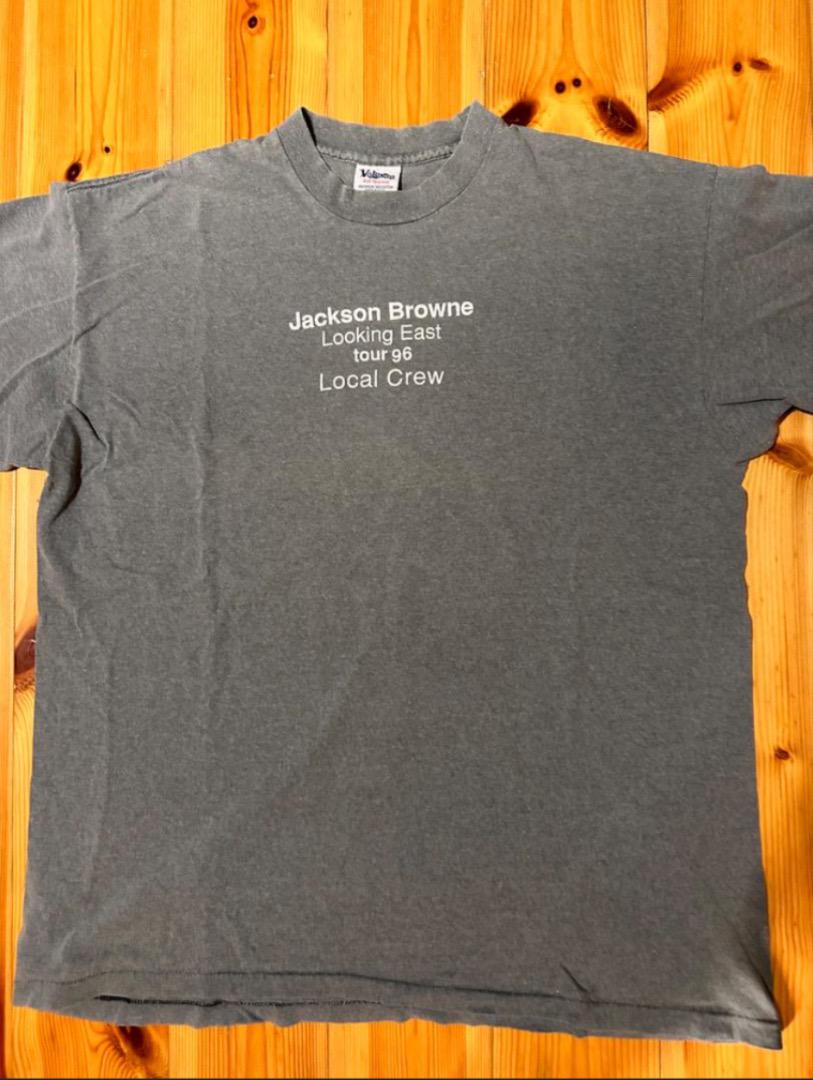 Jackson Browne
Looking East
tour 96
Local Crew